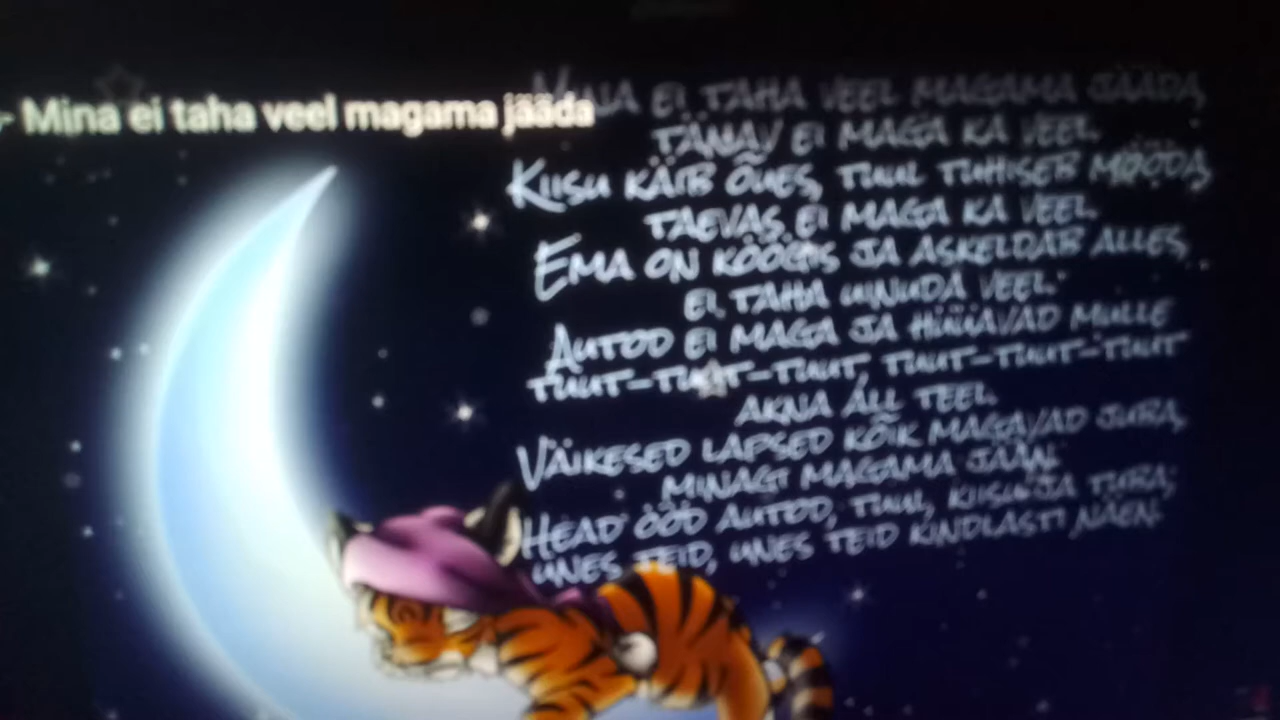 - Mina ei taha veel magama jääda
MINA EI TAHA VEEL MAGAMA JÄÄDA,
TÄNAV EI MAGA KA VEEL.
KIISU KÄIB ÕUES, TUUL TUHISEB MÖÖDA,
TAEVAS EI MAGA KA VEEL.
EMA ON KÖÖGIS JA ASKELDAB ALLES,
EI TAHA UINUDA VEEL.
AUTOD EI MAGA JA HÜÜAVAD MULLE
TUUT-TUUT-TUUT, TUUT-TUUT-TUUT
AKNA ALL TEEL.
VÄIKESED LAPSED KÕIK MAGAVAD JUBA,
MINAGI MAGAMA JÄÄN.
HEAD ÖÖD AUTOD, TUUL, KIISU JA TUBA;
UNES TEID, UNES TEID KINDLASTI NÄEN.